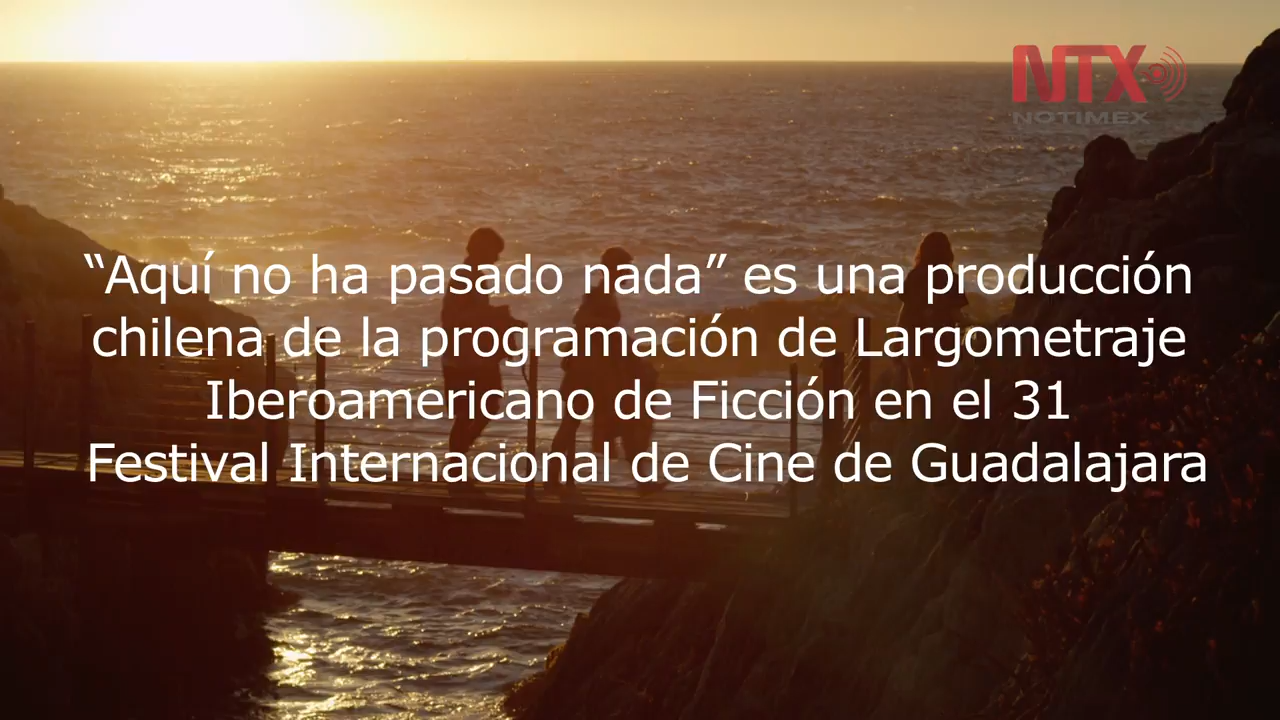 NTX
NOTIMEX
“Aquí no ha pasado nada” es una producción
chilena de la programación de Largometraje
Iberoamericano de Ficción en el 31
Festival Internacional de Cine de Guadalajara